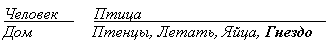 Человек Птица
Дом Птенцы, Летать, Яйца, Гнездо